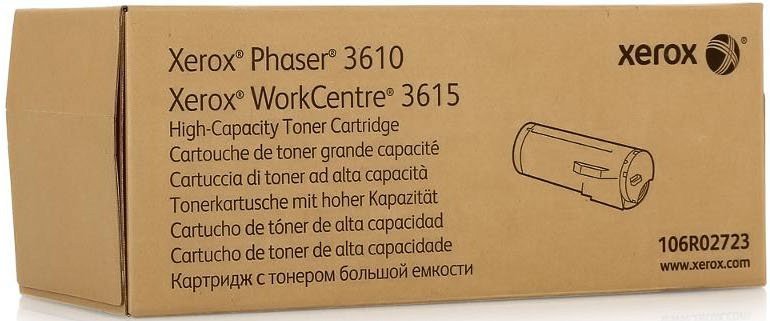 Xerox® Phaser® 3610
Xerox® WorkCentre® 3615
High-Capacity Toner Cartridge
Cartouche de toner grande capacité
Cartuccia di toner ad alta capacità
Tonerkartusche mit hoher Kapazität
Cartucho de tóner de alta capacidad
Cartucho de toner de alta capacidade
Картридж с тонером большой емкости
xerox
106R02723
www.xerox.com